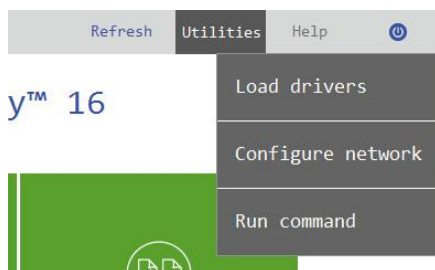 Refresh Utilities Help
Load drivers
y™ 16
Configure network
Run command